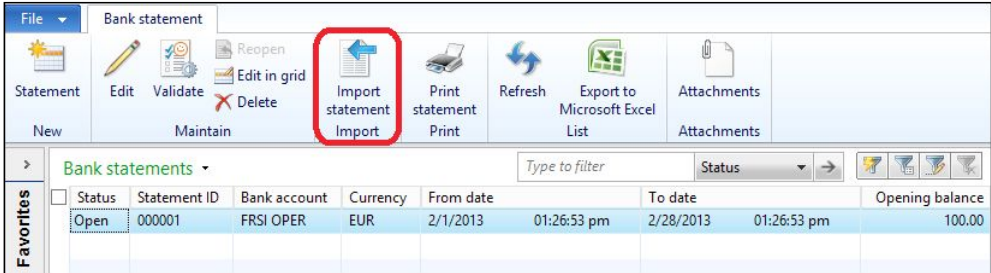 File Bank statement
Statement
Edit
Validate
Reopen
Edit in grid
Delete
Import
statement
Print
statement
Refresh
Export to
Microsoft Excel
Attachments
New Maintain Import Print List Attachments
Bank statements
Type to filter Status
Status Statement ID Bank account Currency From date To date Opening balance
Open 000001 FRSI OPER EUR 2/1/2013 01:26:53 pm 2/28/2013 01:26:53 pm 100.00
Favorites